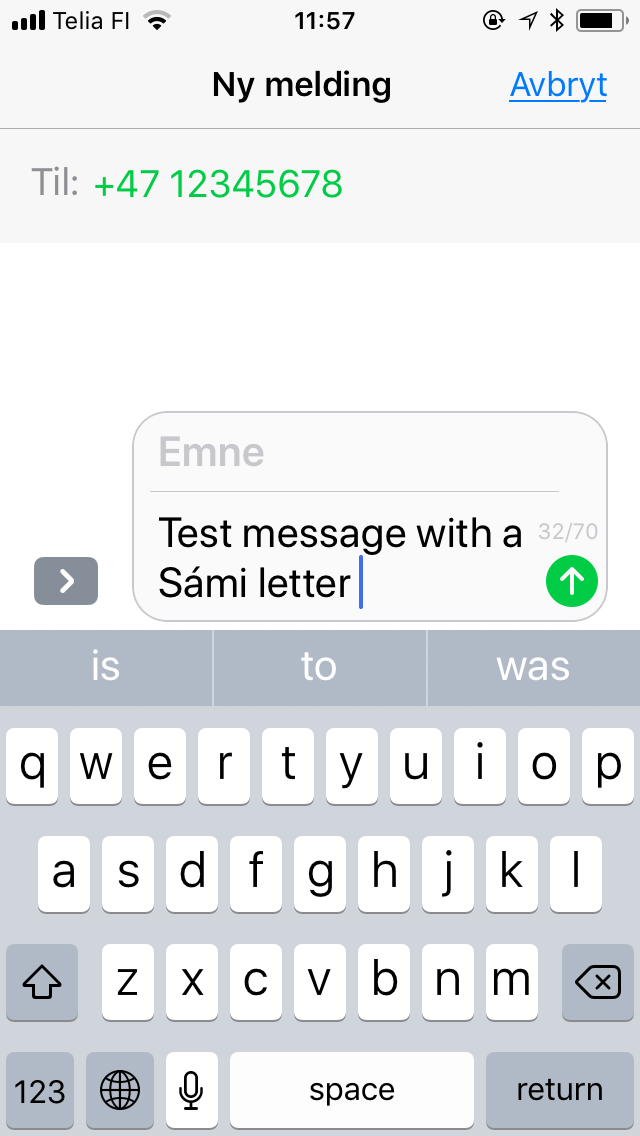 Telia FI 11:57
Ny melding Avbryt
Til: +47 12345678
Emne
Test message with a 32/70
Sámi letter
is to was
q w e r t y u i o p
a s d f g h j k l
z x c v b n m
123 space return